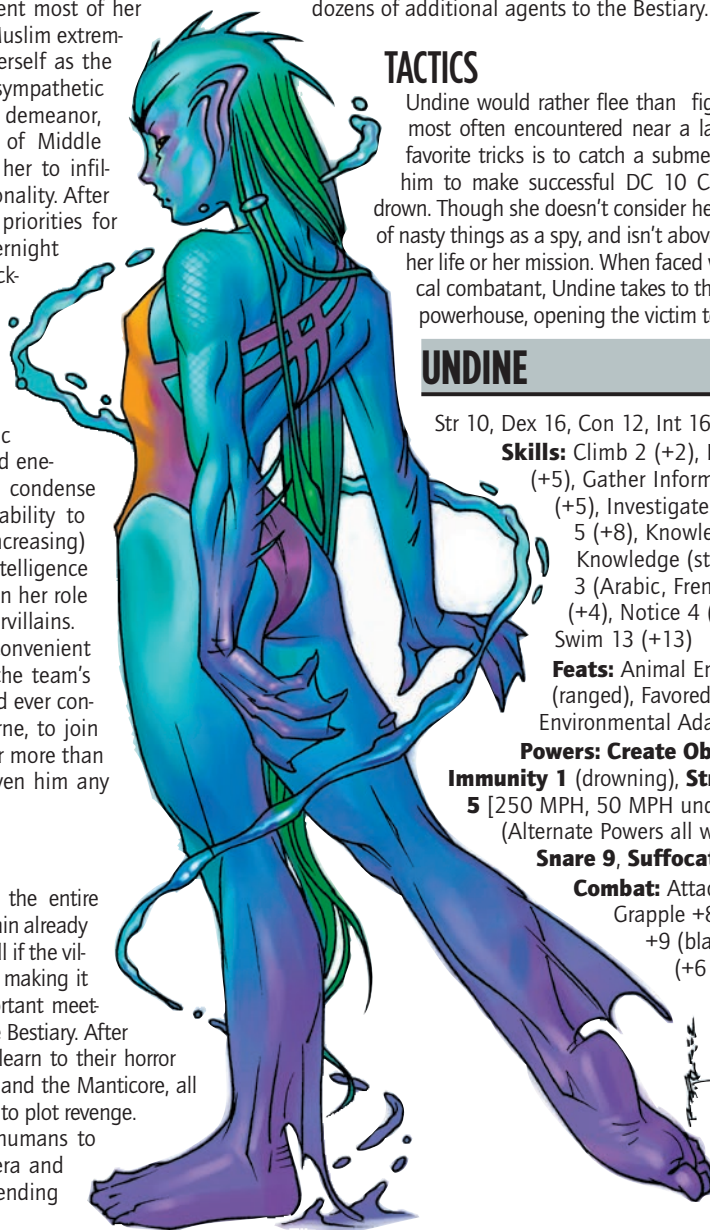 ent most of her
Muslim extrem-
erself as the
sympathetic
demeanor,
of Middle
her to infil-
onality. After
priorities for
ernight
ck-
c
d ene-
condense
ability to
ncreasing)
telligence
n her role
rvillains.
onvenient
he team's
d ever con-
rne, to join
r more than
ven him any
the entire
in already
ll if the vil-
making it
ortant meet-
e Bestiary. After
learn to their horror
and the Manticore, all
to plot revenge.
humans to
era and
ending
dozens of additional agents to the Bestiary.
TACTICS
Undine would rather flee than fig
most often encountered near a la
favorite tricks is to catch a subme
him to make successful DC 10 C
drown. Though she doesn't consider he
of nasty things as a spy, and isn't abov
her life or her mission. When faced
cal combatant, Undine takes to th
powerhouse, opening the victim t
UNDINE
Str 10, Dex 16, Con 12, Int 16
Skills: Climb 2 (+2),
(+5), Gather Inform
(+5), Investigate
5 (+8), Knowle
Knowledge (st
3 (Arabic, Fren
(+4), Notice 4 (
Swim 13 (+13)
Feats: Animal Em
(ranged), Favored
Environmental Ada
Powers: Create Ob
Immunity 1 (drowning), Str
5 [250 MPH, 50 MPH und
(Alternate Powers all w
Snare 9, Suffocat
Combat: Attac
Grapple +8
+9 (bla
(+6